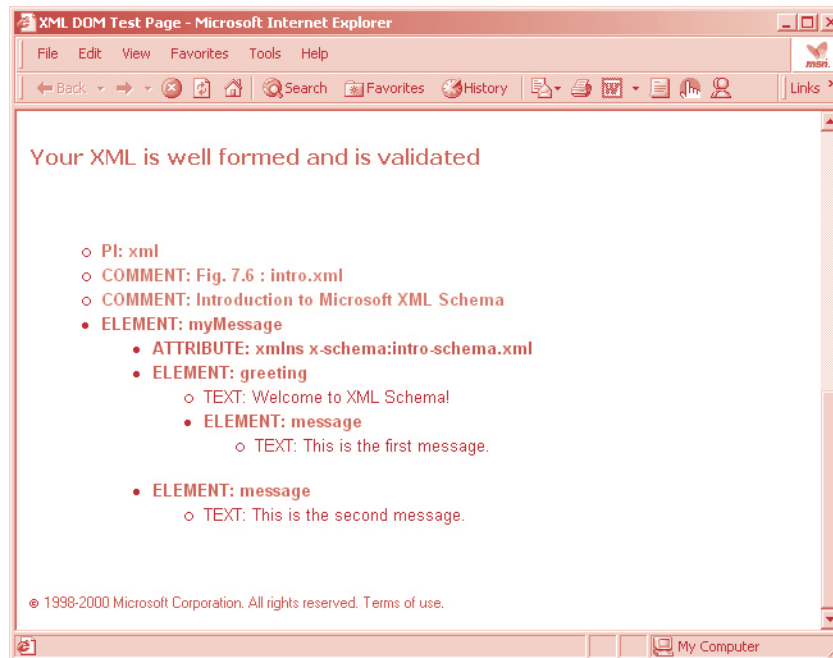 XML DOM Test Page - Microsoft Internet Explorer
File Edit View Favorites Tools Help
msn.
Back Search Favorites History Links »
Your XML is well formed and is validated
PI: xml
COMMENT: Fig. 7.6 : intro.xml
COMMENT: Introduction to Microsoft XML Schema
ELEMENT: myMessage
ATTRIBUTE: xmlns x-schema:intro-schema.xml
ELEMENT: greeting
TEXT: Welcome to XML Schema!
ELEMENT: message
TEXT: This is the first message.
ELEMENT: message
TEXT: This is the second message.
© 1998-2000 Microsoft Corporation. All rights reserved. Terms of use.
My Computer